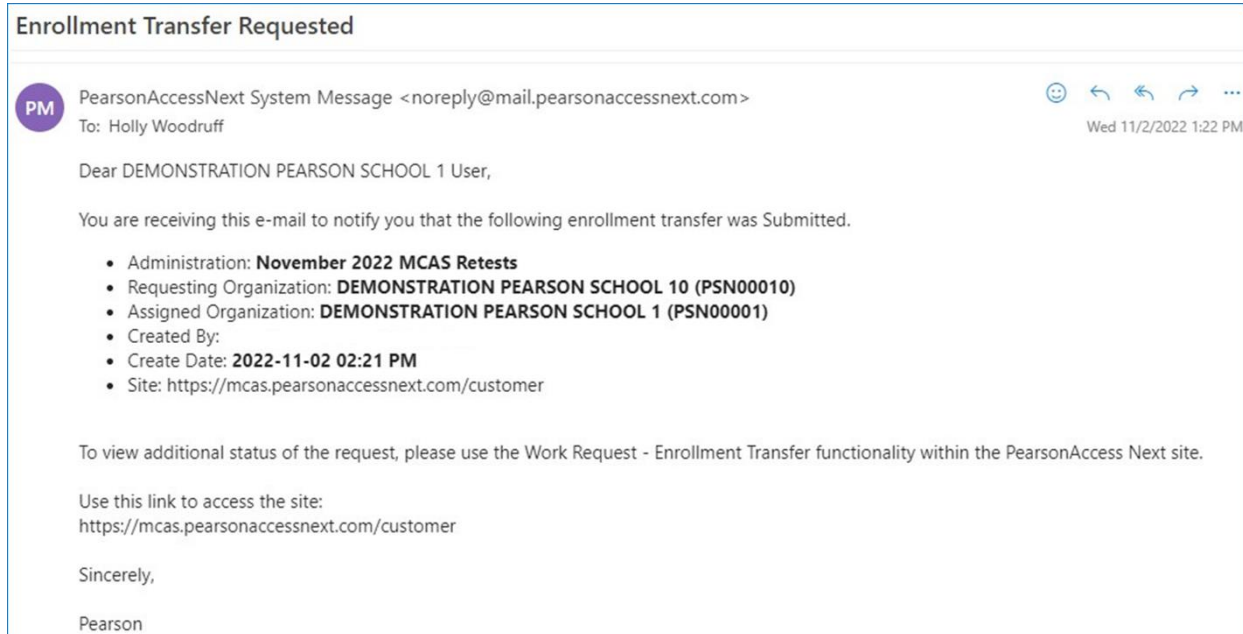 Enrollment Transfer Requested
PM
PearsonAccessNext System Message <noreply@mail.pearsonaccessnext.com>
To: Holly Woodruff
Wed 11/2/2022 1:22 PM
Dear DEMONSTRATION PEARSON SCHOOL 1 User,
You are receiving this e-mail to notify you that the following enrollment transfer was Submitted.
• Administration: November 2022 MCAS Retests
• Requesting Organization: DEMONSTRATION PEARSON SCHOOL 10 (PSN00010)
• Assigned Organization: DEMONSTRATION PEARSON SCHOOL 1 (PSN00001)
• Created By:
• Create Date: 2022-11-02 02:21 PM
• Site: https://mcas.pearsonaccessnext.com/customer
To view additional status of the request, please use the Work Request - Enrollment Transfer functionality within the PearsonAccess Next site.
Use this link to access the site:
https://mcas.pearsonaccessnext.com/customer
Sincerely,
Pearson